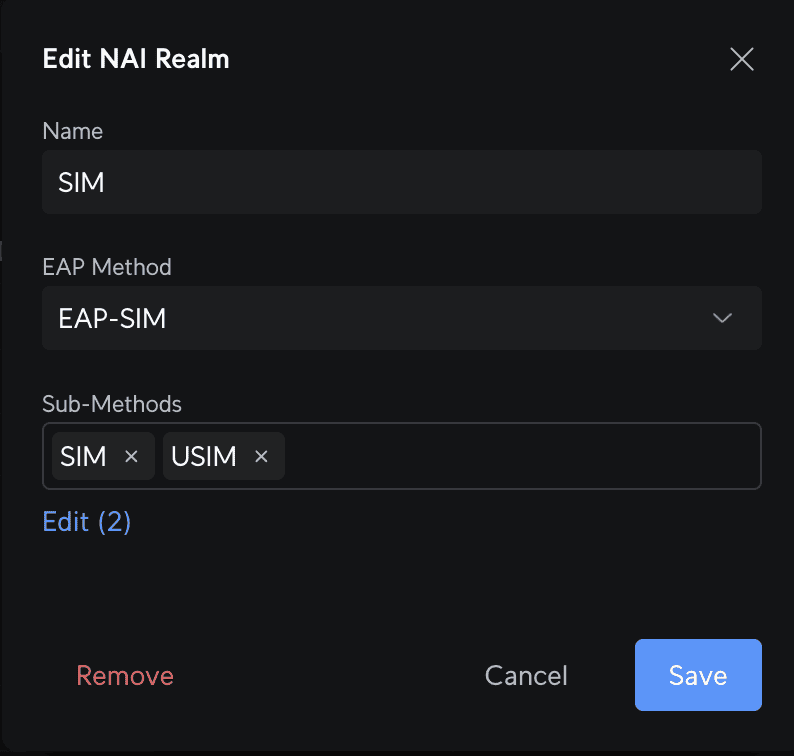 Edit NAI Realm
Name
SIM
EAP Method
EAP-SIM
Sub-Methods
SIM × USIM ×
Edit (2)
Remove Cancel Save